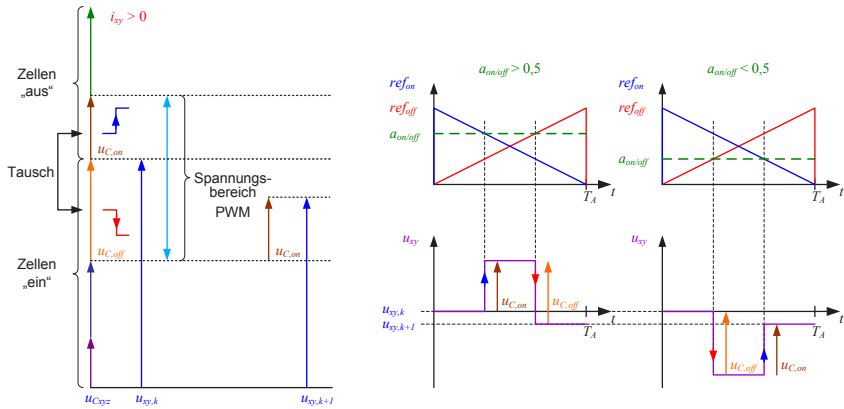 i_xy > 0
Zellen
„aus“
u_C,on
Tausch
Spannungs-
bereich
PWM
u_C,off
u_C,on
Zellen
„ein“
u_Cxyz
u_xy,k
u_xy,k+1
a_on/off > 0,5
ref_on
ref_off
a_on/off
t
T_A
u_xy
u_xy,k
u_xy,k+1
u_C,on
u_C,off
t
T_A
a_on/off < 0,5
ref_on
ref_off
a_on/off
t
T_A
u_xy
t
T_A
u_C,off
u_C,on